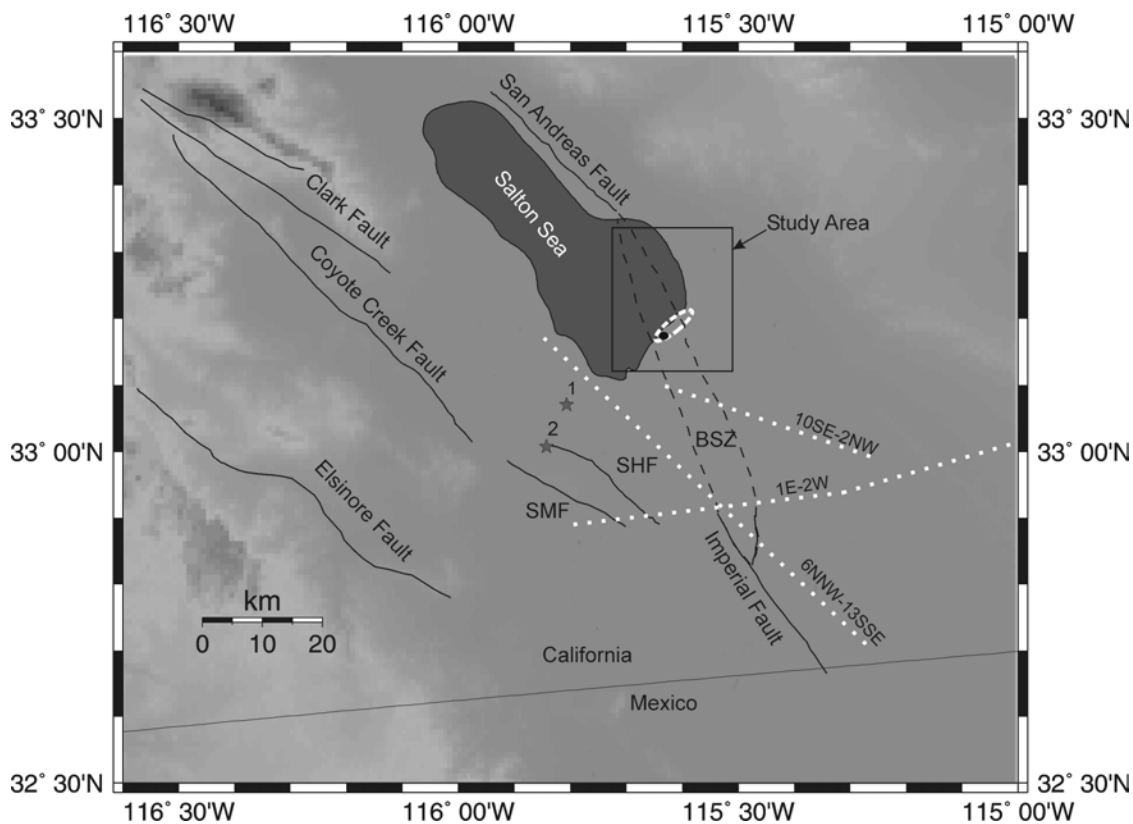 116° 30'W 116° 00'W 115° 30'W 115° 00'W
33° 30'N
33° 30'N
San Andreas Fault
Clark Fault
Salton Sea
Study Area
Coyote Creek Fault
1
2
33° 00'N
33° 00'N
10SE-2NW
BSZ
SHF
1E-2W
SMF
Elsinore Fault
Imperial Fault
6NNW-13SSE
km
0 10 20
California
Mexico
32° 30'N
32° 30'N
116° 30'W 116° 00'W 115° 30'W 115° 00'W